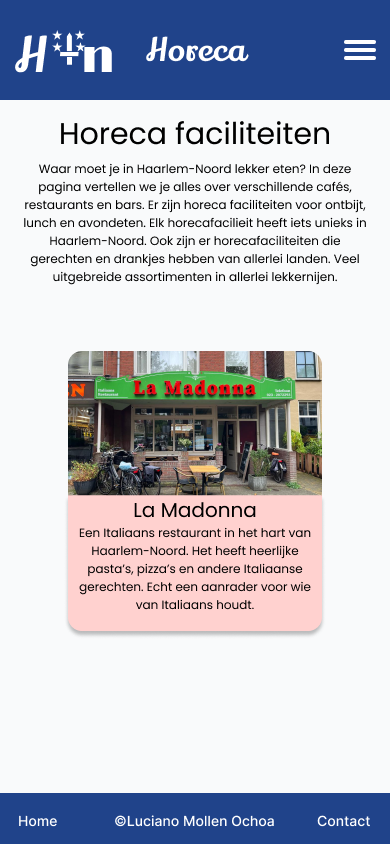 H n Horeca
Horeca faciliteiten
Waar moet je in Haarlem-Noord lekker eten? In deze
pagina vertellen we je alles over verschillende cafés,
restaurants en bars. Er zijn horeca faciliteiten voor ontbijt,
lunch en avondeten. Elk horecafacilieit heeft iets unieks in
Haarlem-Noord. Ook zijn er horecafaciliteiten die
gerechten en drankjes hebben van allerlei landen. Veel
uitgebreide assortimenten in allerlei lekkernijen.
La Madonna
La Madonna
Een Italiaans restaurant in het hart van
Haarlem-Noord. Het heeft heerlijke
pasta’s, pizza’s en andere Italiaanse
gerechten. Echt een aanrader voor wie
van Italiaans houdt.
Home ©Luciano Mollen Ochoa Contact